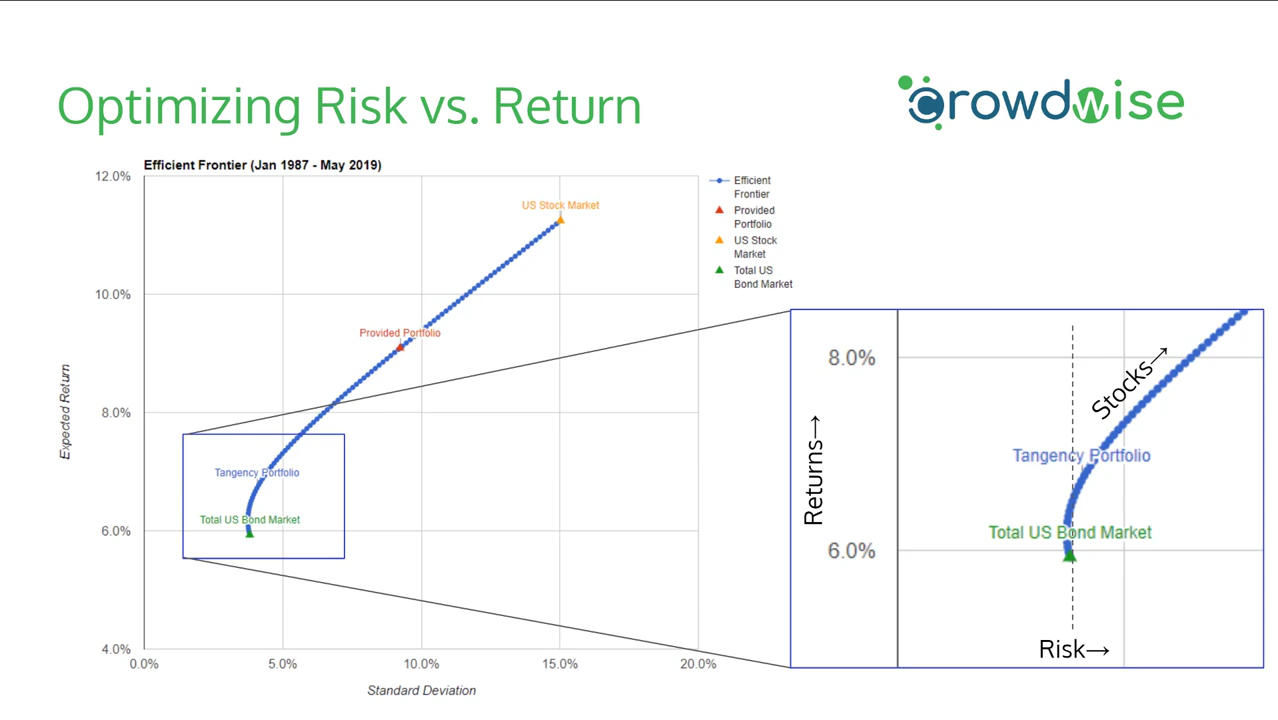 Optimizing Risk vs. Return
crowdwise
Efficient Frontier (Jan 1987 - May 2019)
12.0%
10.0%
8.0%
6.0%
4.0%
Expected Return
US Stock Market
Provided Portfolio
Tangency Portfolio
Total US Bond Market
0.0%
5.0%
10.0%
15.0%
20.0%
Standard Deviation
Efficient
Frontier
Provided
Portfolio
US Stock
Market
Total US
Bond Market
8.0%
6.0%
Returns→
Stocks→
Tangency Portfolio
Total US Bond Market
Risk→